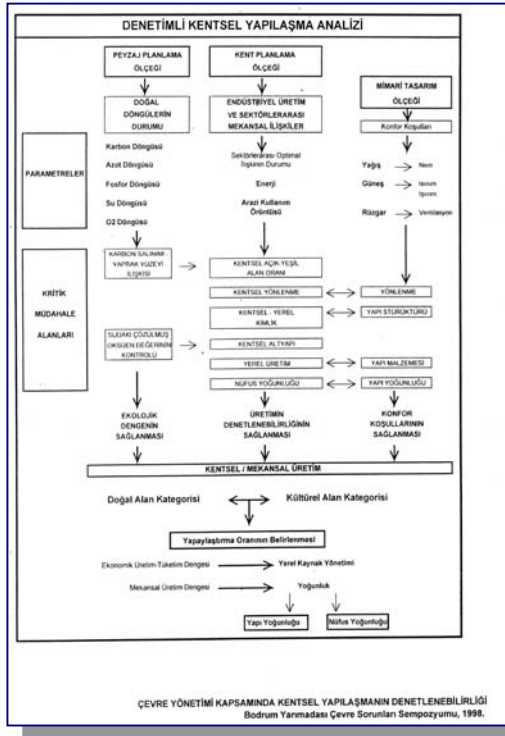 DENETİMLİ KENTSEL YAPILAŞMA ANALİZİ
PEYZAJ PLANLAMA
ÖLÇEĞİ
KENT PLANLAMA
ÖLÇEĞİ
MİMARİ TASARIM
ÖLÇEĞİ
DOĞAL
DÖNGÜLERİN
DURUMU
ENDÜSTRİYEL ÜRETİM
VE SEKTÖRLERARASI
MEKANSAL İLİŞKİLER
Konfor Koşulları
PARAMETRELER
Karbon Döngüsü
Azot Döngüsü
Fosfor Döngüsü
Su Döngüsü
O2 Döngüsü
Sektörlerarası Optimal
İlişkinin Durumu
Enerji
Arazi Kullanım
Örüntüsü
Yağış
Nem
Güneş
Isınım
Işınım
Rüzgar
Ventilasyon
KRİTİK
MÜDAHALE
ALANLARI
KARBON SALINIMI -
YAPRAK YÜZEYİ
İLİŞKİSİ
KENTSEL AÇIK-YEŞİL
ALAN ORANI
KENTSEL YÖNLENME
YÖNLENME
KENTSEL - YEREL
KİMLİK
YAPI STÜRÜKTÜRÜ
SUDAKİ ÇÖZÜLMÜŞ
OKSİJEN DEĞERİNİN
KONTROLÜ
KENTSEL ALTYAPI
YEREL ÜRETİM
YAPI MALZEMESİ
NÜFUS YOĞUNLUĞU
YAPI YOĞUNLUĞU
EKOLOJİK
DENGENİN
SAĞLANMASI
ÜRETİMİN
DENETLENEBİLİRLİĞİNİN
SAĞLANMASI
KONFOR
KOŞULLARININ
SAĞLANMASI
KENTSEL / MEKANSAL ÜRETİM
Doğal Alan Kategorisi
Kültürel Alan Kategorisi
Yapaylaştırma Oranının Belirlenmesi
Ekonomik Üretim-Tüketim Dengesi
Yerel Kaynak Yönetimi
Mekansal Üretim Dengesi
Yoğunluk
Yapı Yoğunluğu
Nüfus Yoğunluğu
ÇEVRE YÖNETİMİ KAPSAMINDA KENTSEL YAPILAŞMANIN DENETLENEBİLİRLİĞİ
Bodrum Yarımadası Çevre Sorunları Sempozyumu, 1998.